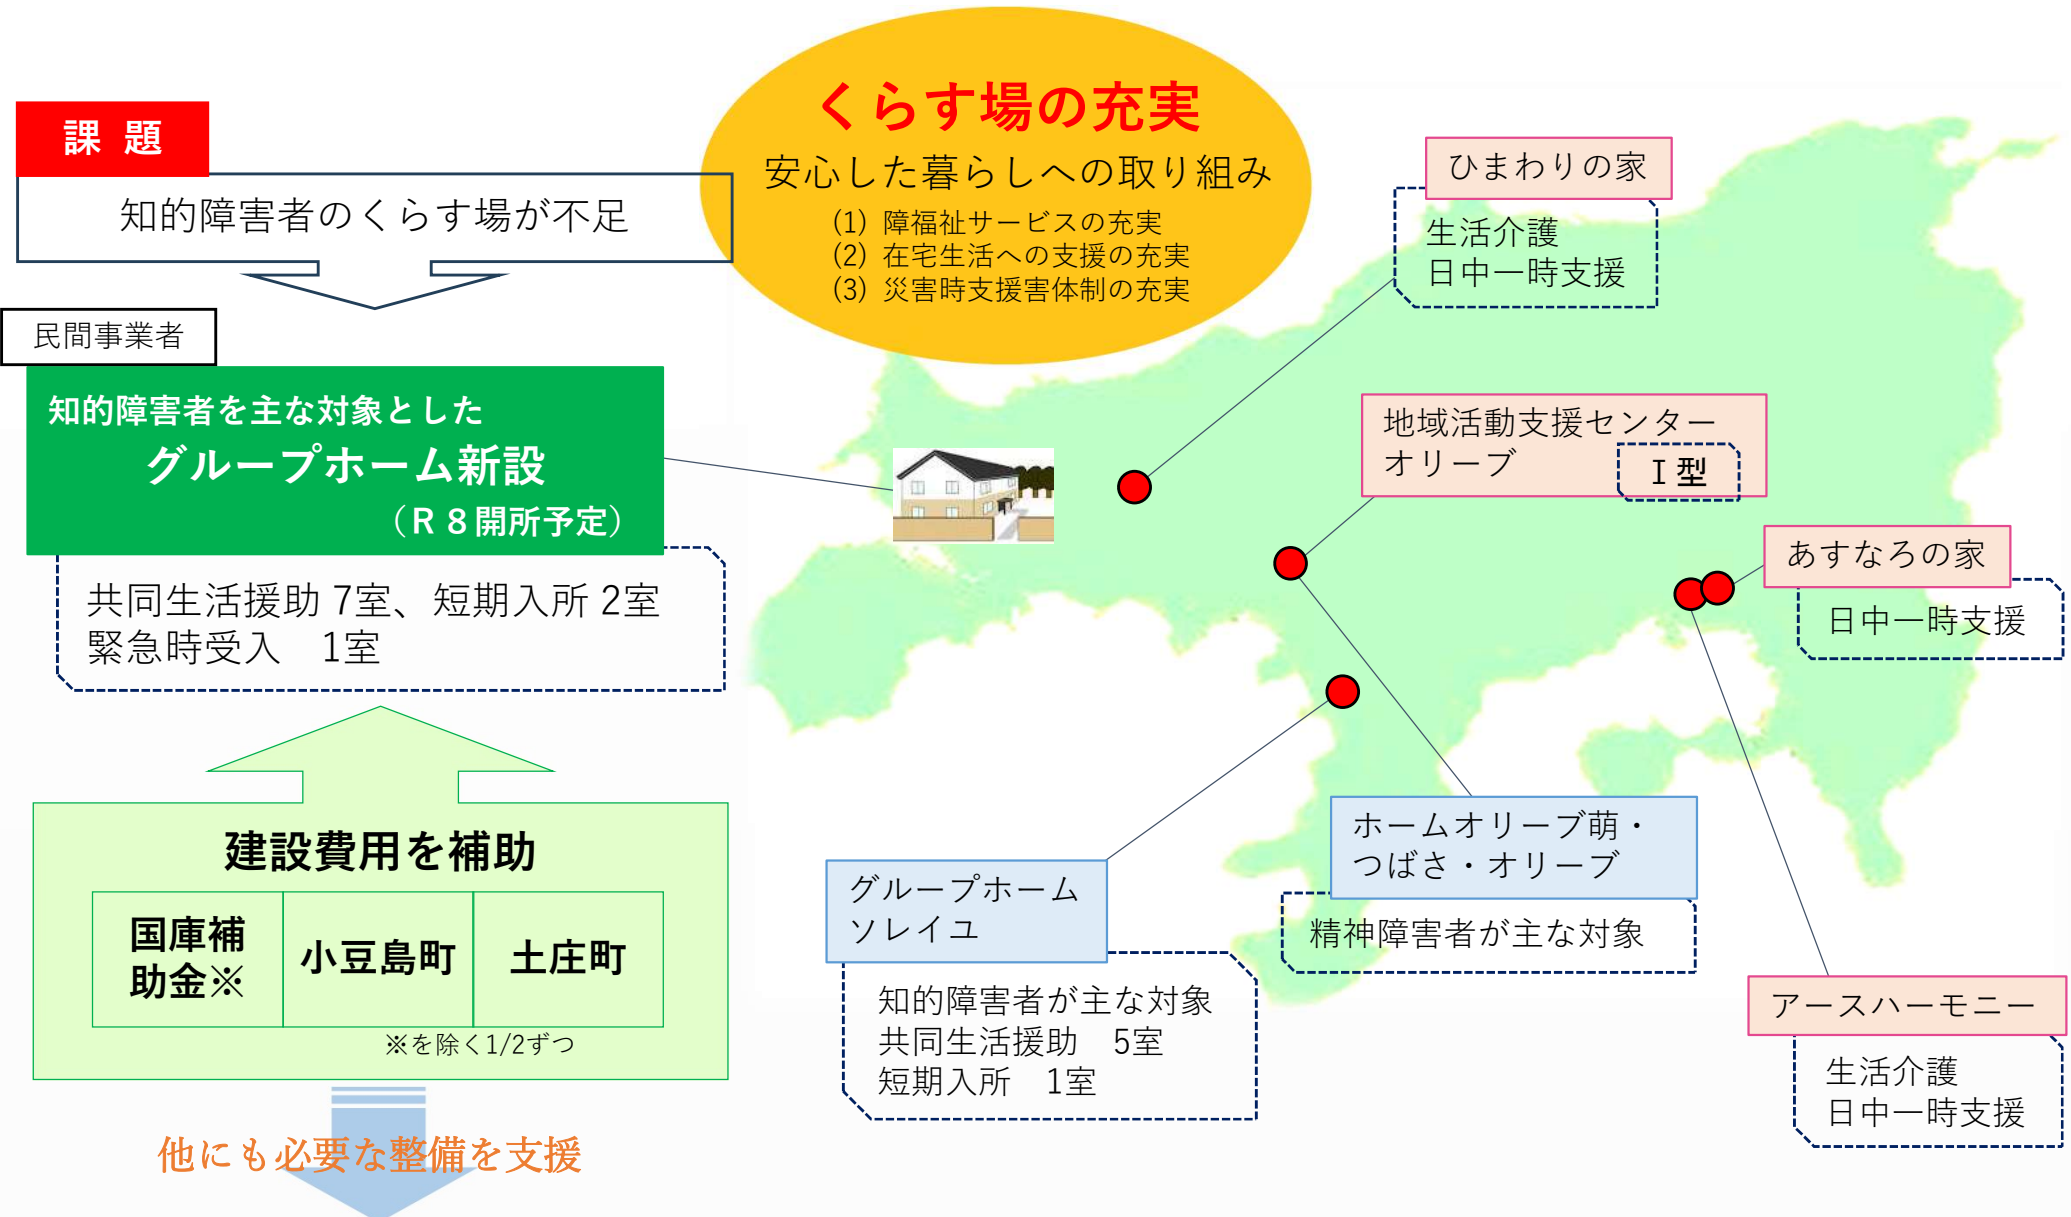 くらす場の充実
安心した暮らしへの取り組み
(1) 障福祉サービスの充実
(2) 在宅生活への支援の充実
(3) 災害時支援害体制の充実
課 題
知的障害者のくらす場が不足
民間事業者
知的障害者を主な対象とした
グループホーム新設
（R８開所予定）
共同生活援助 7室、短期入所 2室
緊急時受入　1室
建設費用を補助
国庫補
助金※
小豆島町
土庄町
※を除く1/2ずつ
他にも必要な整備を支援
ひまわりの家
生活介護
日中一時支援
地域活動支援センター
オリーブ
Ⅰ型
あすなろの家
日中一時支援
ホームオリーブ萌・
つばさ・オリーブ
精神障害者が主な対象
グループホーム
ソレイユ
知的障害者が主な対象
共同生活援助　5室
短期入所　1室
アースハーモニー
生活介護
日中一時支援